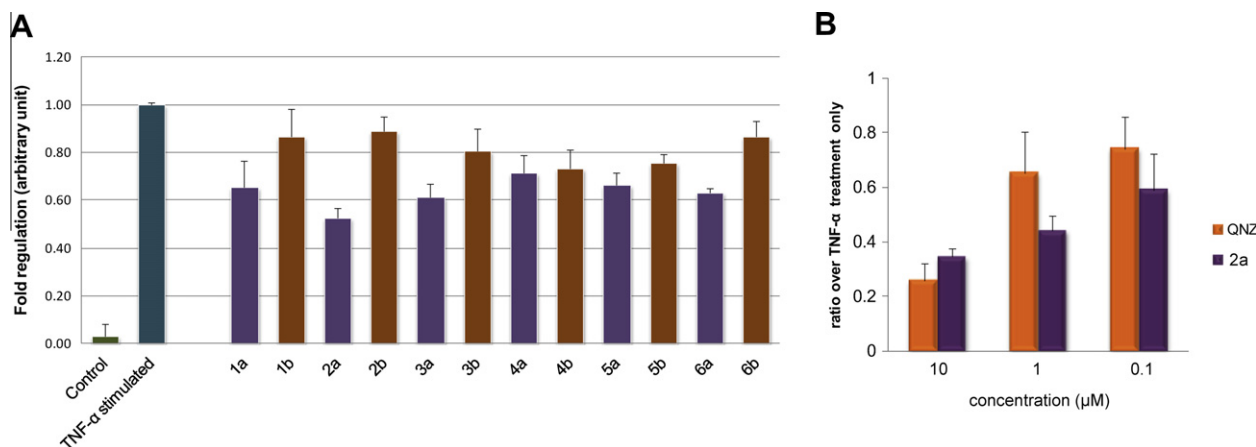 A
Fold regulation (arbitrary unit)
1.20
1.00
0.80
0.60
0.40
0.20
0.00
Control
TNF-α stimulated
1a
1b
2a
2b
3a
3b
4a
4b
5a
5b
6a
6b
B
ratio over TNF-α treatment only
1
0.8
0.6
0.4
0.2
0
10
1
0.1
concentration (µM)
QNZ
2a